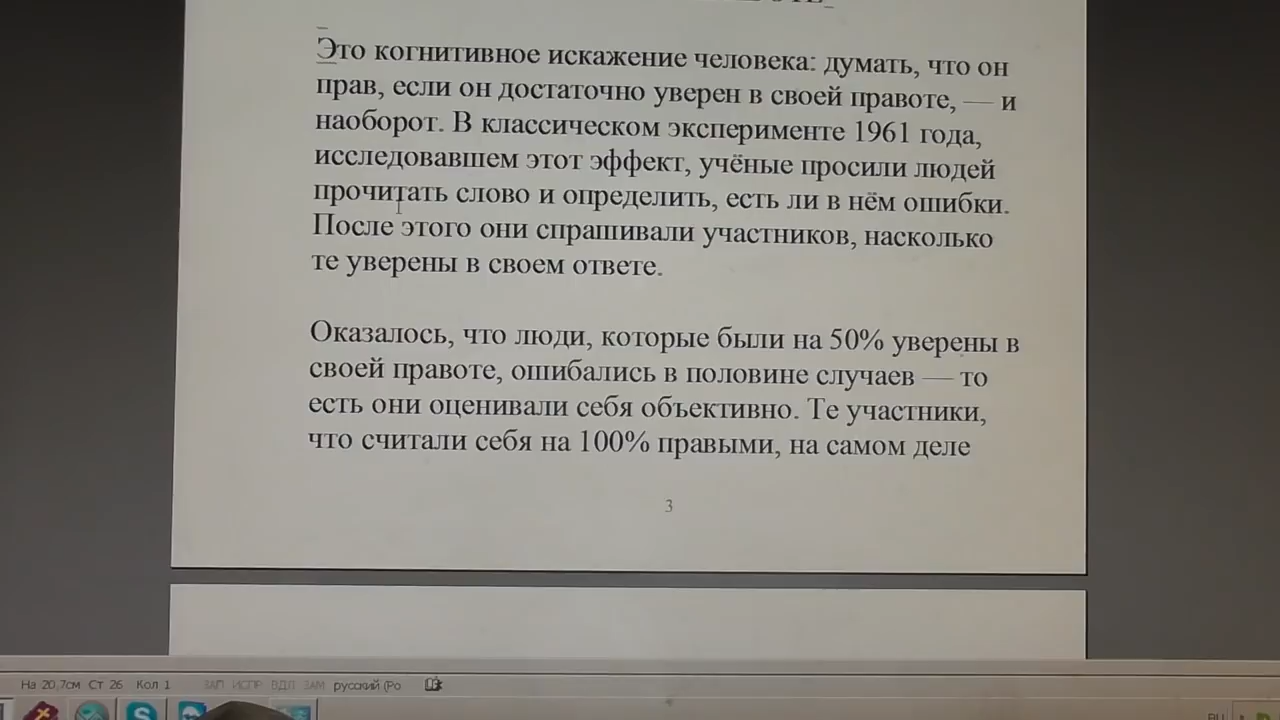 Это когнитивное искажение человека: думать, что он
прав, если он достаточно уверен в своей правоте, — и
наоборот. В классическом эксперименте 1961 года,
исследовавшем этот эффект, учёные просили людей
прочитать слово и определить, есть ли в нём ошибки.
После этого они спрашивали участников, насколько
те уверены в своем ответе.
Оказалось, что люди, которые были на 50% уверены в
своей правоте, ошибались в половине случаев — то
есть они оценивали себя объективно. Те участники,
что считали себя на 100% правыми, на самом деле
3
На 20,7см Ст 26 Кол 1 ЗАП ИСПР ВДЛ ЗАМ русский (Ро
RU